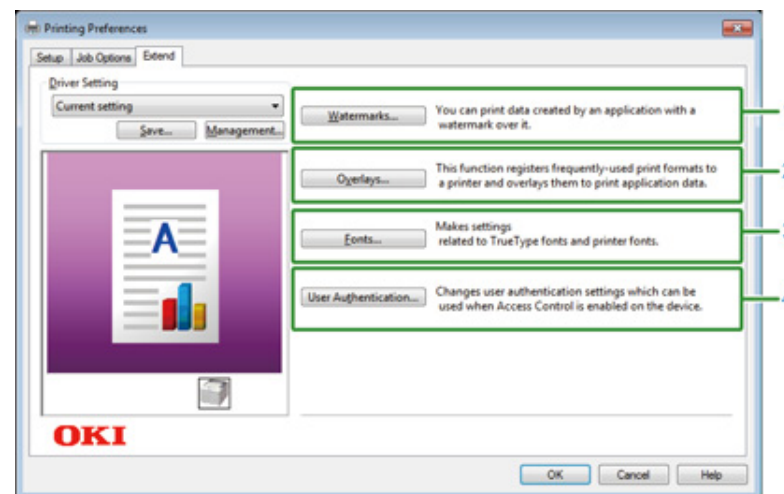 Printing Preferences
Setup Job Options Extend
Driver Setting
Current setting
Save... Management...
Watermarks... You can print data created by an application with a
watermark over it.
Overlays... This function registers frequently-used print formats to
a printer and overlays them to print application data.
Fonts... Makes settings
related to TrueType fonts and printer fonts.
User Authentication... Changes user authentication settings which can be
used when Access Control is enabled on the device.
A
OKI
OK Cancel Help